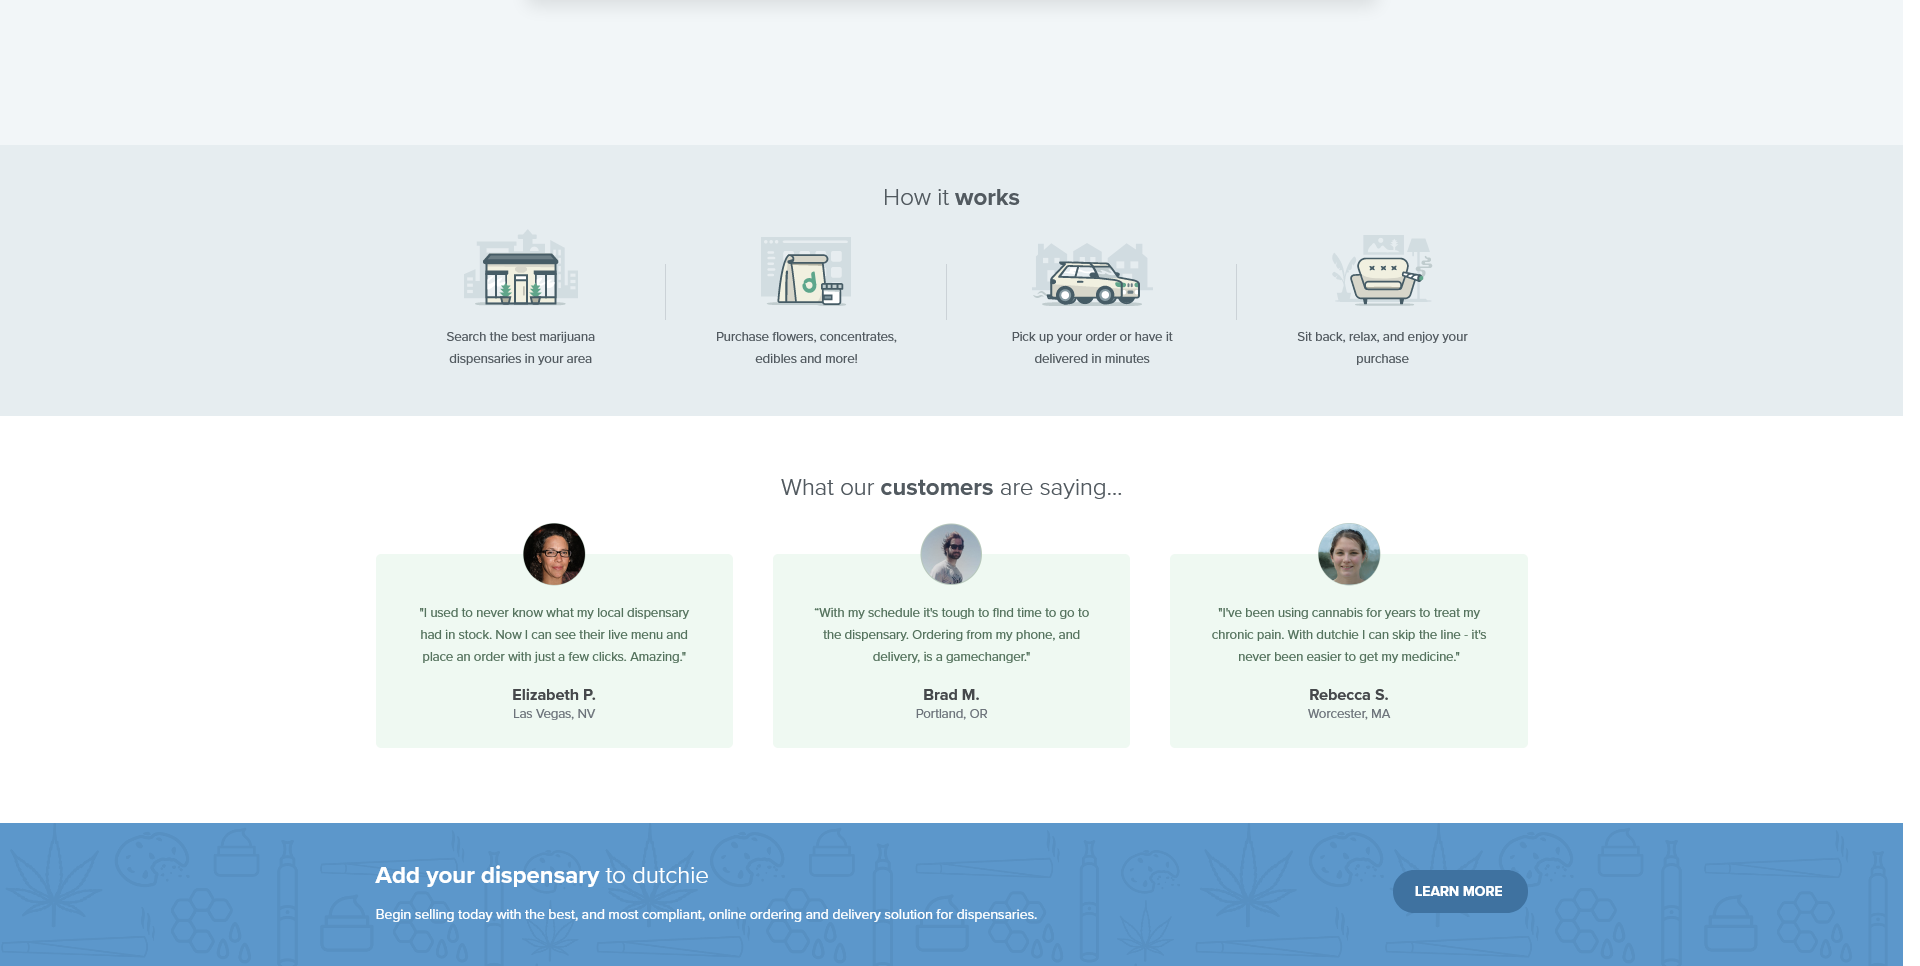 How it works
Search the best marijuana
dispensaries in your area
Purchase flowers, concentrates,
edibles and more!
Pick up your order or have it
delivered in minutes
Sit back, relax, and enjoy your
purchase
What our customers are saying...
"I used to never know what my local dispensary
had in stock. Now I can see their live menu and
place an order with just a few clicks. Amazing."
Elizabeth P.
Las Vegas, NV
“With my schedule it's tough to find time to go to
the dispensary. Ordering from my phone, and
delivery, is a gamechanger."
Brad M.
Portland, OR
"I've been using cannabis for years to treat my
chronic pain. With dutchie I can skip the line - it's
never been easier to get my medicine."
Rebecca S.
Worcester, MA
Add your dispensary to dutchie
Begin selling today with the best, and most compliant, online ordering and delivery solution for dispensaries.
LEARN MORE